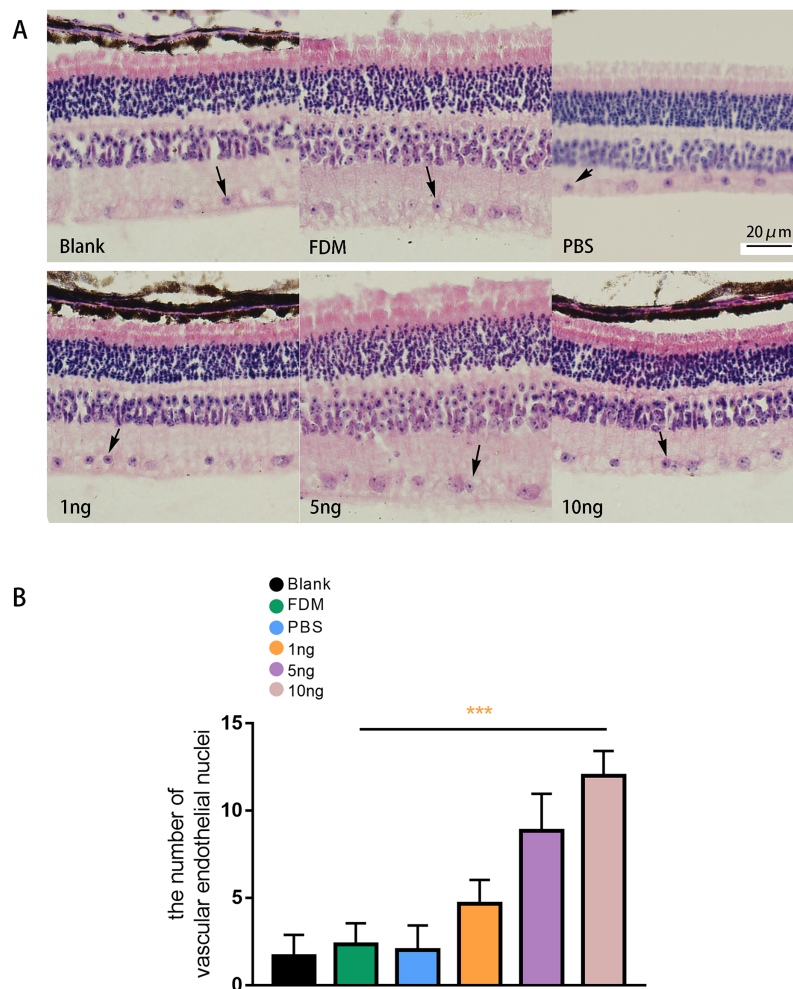 A
Blank
FDM
PBS
20 μm
1ng
5ng
10ng
B
Blank
FDM
PBS
1ng
5ng
10ng
***
15
10
5
0
the number of
vascular endothelial nuclei